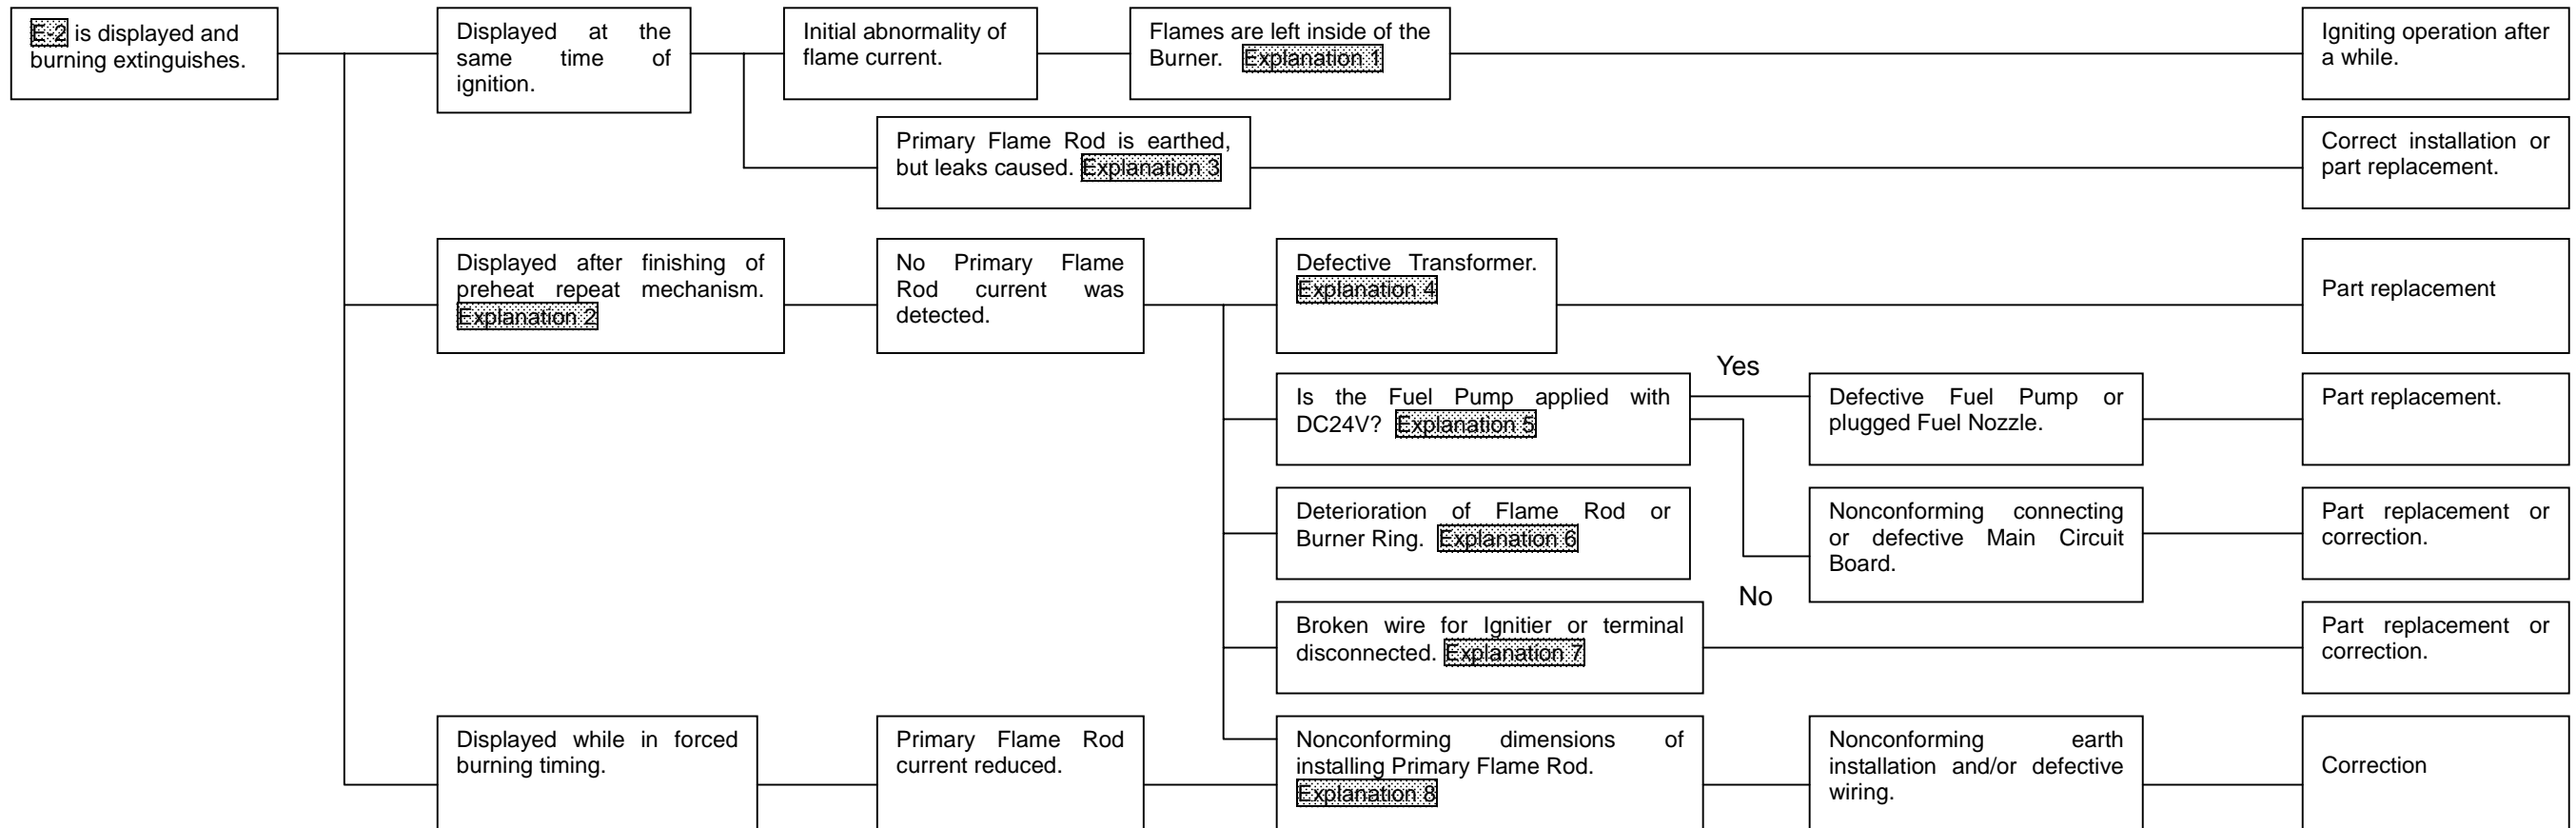 E-2 is displayed and
burning extinguishes.
Displayed at the
same time of
ignition.
Initial abnormality of
flame current.
Flames are left inside of the
Burner. Explanation 1
Igniting operation after
a while.
Primary Flame Rod is earthed,
but leaks caused. Explanation 3
Correct installation or
part replacement.
Displayed after finishing of
preheat repeat mechanism.
Explanation 2
No Primary Flame
Rod current was
detected.
Defective Transformer.
Explanation 4
Part replacement
Is the Fuel Pump applied with
DC24V? Explanation 5
Yes
Defective Fuel Pump or
plugged Fuel Nozzle.
Part replacement.
Deterioration of Flame Rod or
Burner Ring. Explanation 6
Nonconforming connecting
or defective Main Circuit
Board.
Part replacement or
correction.
No
Broken wire for Ignitier or terminal
disconnected. Explanation 7
Part replacement or
correction.
Displayed while in forced
burning timing.
Primary Flame Rod
current reduced.
Nonconforming dimensions of
installing Primary Flame Rod.
Explanation 8
Nonconforming earth
installation and/or defective
wiring.
Correction